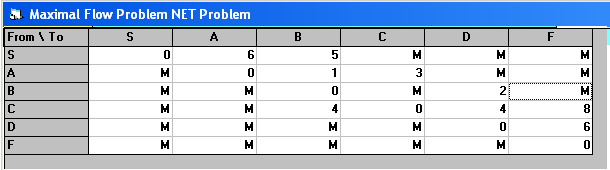 Maximal Flow Problem NET Problem
From \ To S A B C D F
S 0 6 5 M M M
A M 0 1 3 M M
B M M 0 M 2 M
C M M 4 0 4 8
D M M M M 0 6
F M M M M M 0